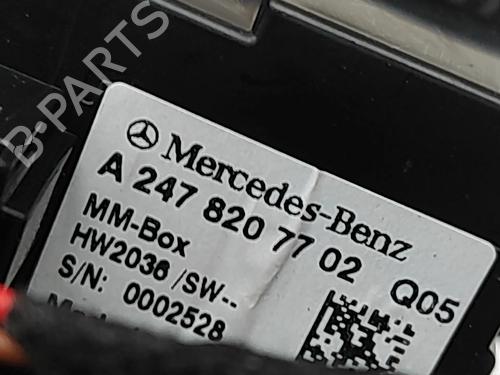 B-PARTS
Mercedes-Benz
A 247 820 77 02 Q05
MM-Box
HW2036 /SW--
S/N: 0002528